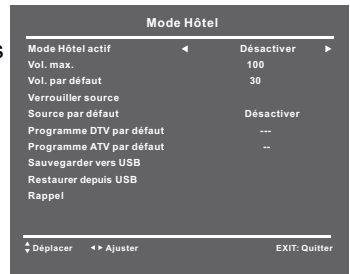 Mode Hôtel
s
Mode Hôtel actif ◄ Désactiver ►
Vol. max. 100
Vol. par défaut 30
Verrouiller source
Source par défaut Désactiver
Programme DTV par défaut ---
Programme ATV par défaut --
Sauvegarder vers USB
Restaurer depuis USB
Rappel
Déplacer ◄► Ajuster EXIT: Quitter